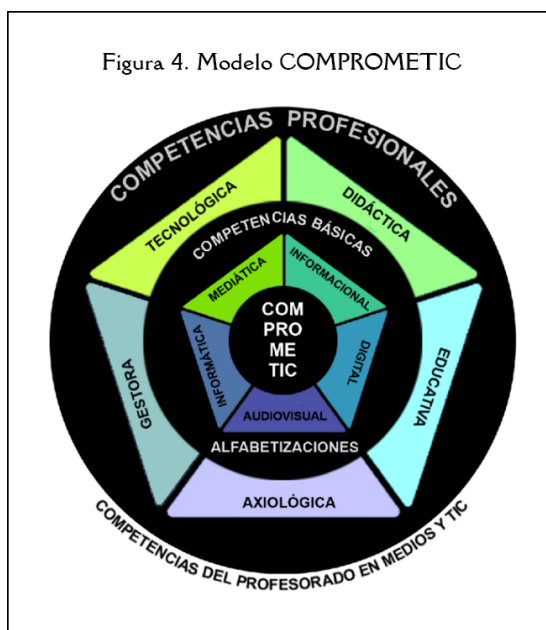 Figura 4. Modelo COMPROMETIC
COMPETENCIAS PROFESIONALES
TECNOLÓGICA
DIDÁCTICA
COMPETENCIAS BÁSICAS
MEDIÁTICA
INFORMACIONAL
COM
PRO
ME
TIC
GESTORA
INFORMÁTICA
DIGITAL
EDUCATIVA
AUDIOVISUAL
ALFABETIZACIONES
AXIOLÓGICA
COMPETENCIAS DEL PROFESORADO EN MEDIOS Y TIC